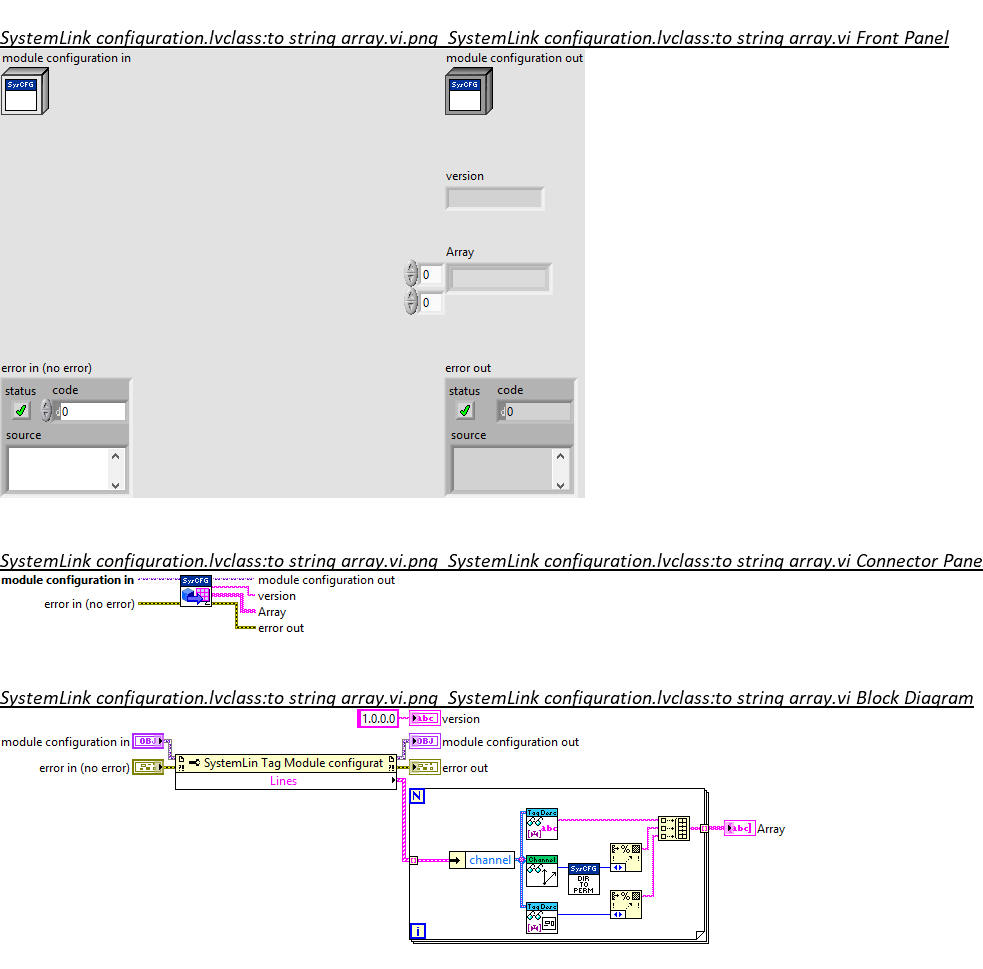 SystemLink configuration.lvclass:to string array.vi.png  SystemLink configuration.lvclass:to string array.vi Front Panel
module configuration in
module configuration out
SysCFG
SysCFG
version
Array
0
0
error in (no error)
error out
status code
status code
d 0
d 0
source
source
SystemLink configuration.lvclass:to string array.vi.png  SystemLink configuration.lvclass:to string array.vi Connector Pane
module configuration in
SysCFG
module configuration out
version
error in (no error)
Array
error out
SystemLink configuration.lvclass:to string array.vi.png  SystemLink configuration.lvclass:to string array.vi Block Diagram
1.0.0.0
abc
version
module configuration in
OBJ
OBJ
module configuration out
error in (no error)
SystemLin Tag Module configurat
error out
Lines
N
Tag Desc
abc
abc
Array
channel
Channel
SysCFG
DIR
TO
PERM
Tag Desc
i